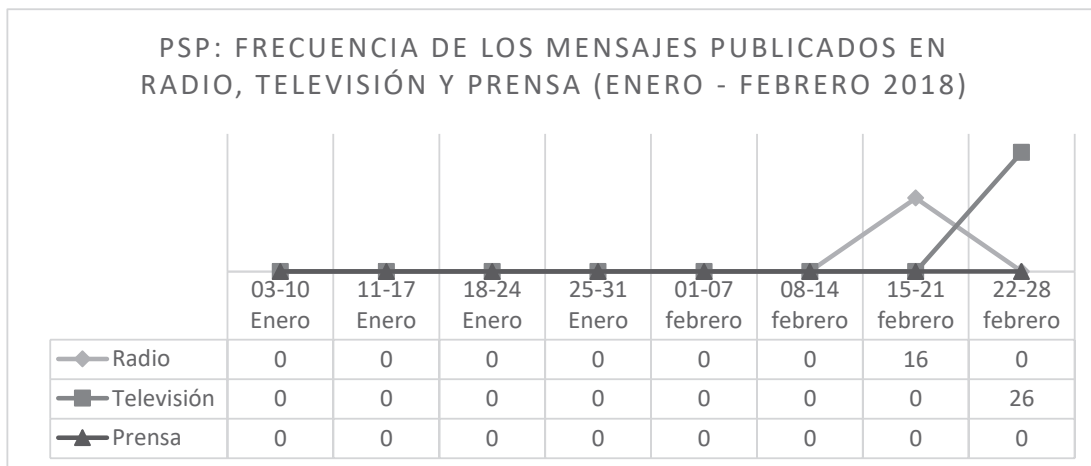 PSP: FRECUENCIA DE LOS MENSAJES PUBLICADOS EN
RADIO, TELEVISIÓN Y PRENSA (ENERO - FEBRERO 2018)
03-10 Enero 11-17 Enero 18-24 Enero 25-31 Enero 01-07 febrero 08-14 febrero 15-21 febrero 22-28 febrero
Radio 0 0 0 0 0 0 16 0
Televisión 0 0 0 0 0 0 0 26
Prensa 0 0 0 0 0 0 0 0